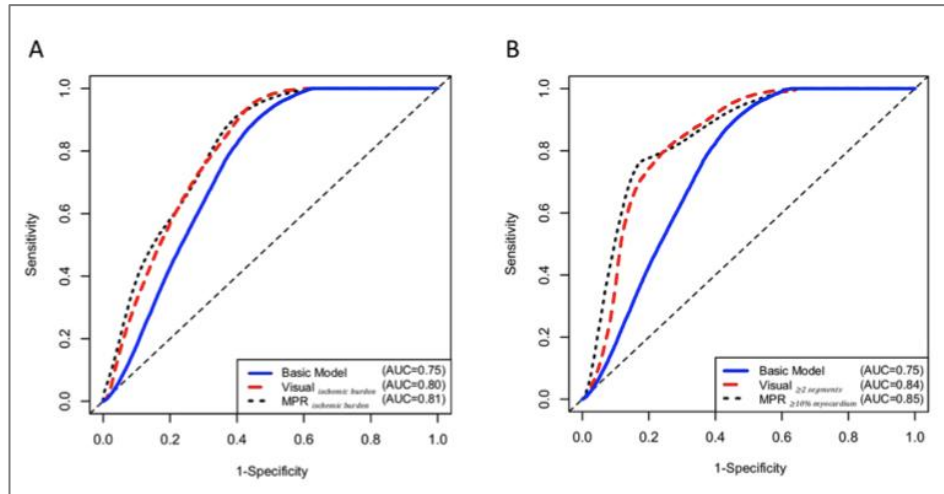 A
B
1.0
0.8
0.6
0.4
0.2
0.0
Sensitivity
Basic Model (AUC=0.75)
Visual ischemic burden (AUC=0.80)
MPR ischemic burden (AUC=0.81)
0.0 0.2 0.4 0.6 0.8 1.0
1-Specificity
1.0
0.8
0.6
0.4
0.2
0.0
Sensitivity
Basic Model (AUC=0.75)
Visual ≥2 segments (AUC=0.84)
MPR ≥10% myocardium (AUC=0.85)
0.0 0.2 0.4 0.6 0.8 1.0
1-Specificity